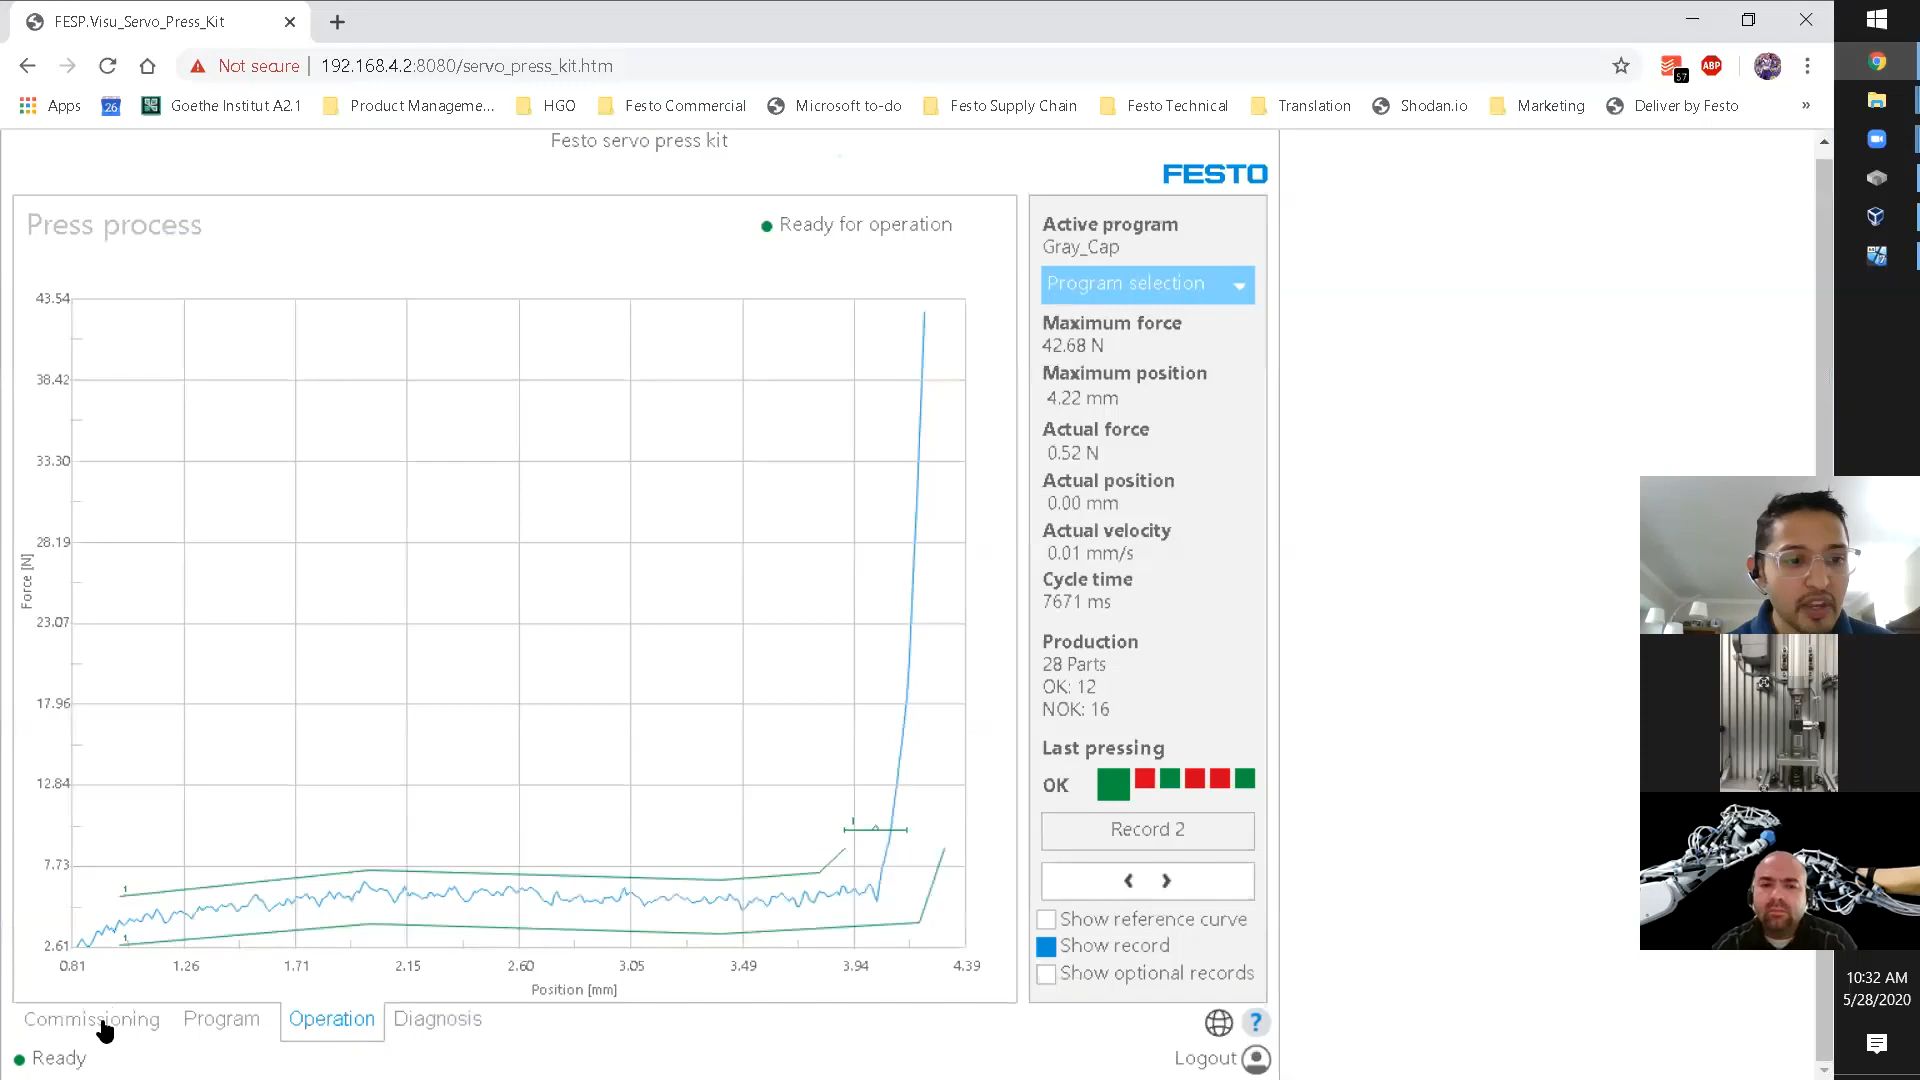 FESP.Visu_Servo_Press_Kit
Not secure
192.168.4.2:8080/servo_press_kit.htm
57
ABP
Apps
26
Goethe Institut A2.1
Product Manageme...
HGO
Festo Commercial
Microsoft to-do
Festo Supply Chain
Festo Technical
Translation
Shodan.io
Marketing
Deliver by Festo
»
Festo servo press kit
FESTO
Press process
Ready for operation
43.54
38.42
33.30
28.19
23.07
17.96
12.84
7.73
2.61
Force [N]
1
1
1
0.81
1.26
1.71
2.15
2.60
3.05
3.49
3.94
4.39
Position [mm]
Active program
Gray_Cap
Program selection
Maximum force
42.68 N
Maximum position
4.22 mm
Actual force
0.52 N
Actual position
0.00 mm
Actual velocity
0.01 mm/s
Cycle time
7671 ms
Production
28 Parts
OK: 12
NOK: 16
Last pressing
OK
Record 2
Show reference curve
Show record
Show optional records
Commissioning
Program
Operation
Diagnosis
?
Ready
Logout
10:32 AM
5/28/2020